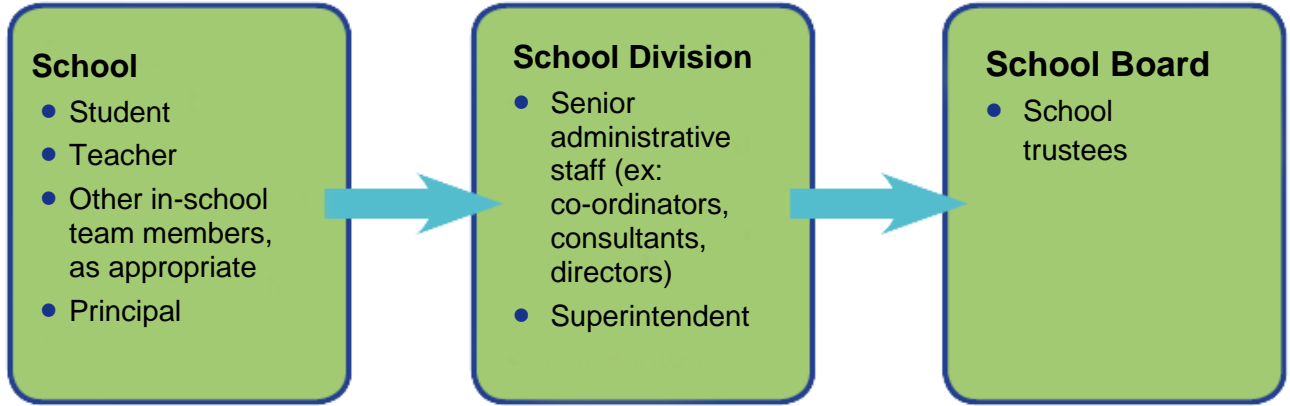 School
• Student
• Teacher
• Other in-school
team members,
as appropriate
• Principal
School Division
• Senior
administrative
staff (ex:
co-ordinators,
consultants,
directors)
• Superintendent
School Board
• School
trustees